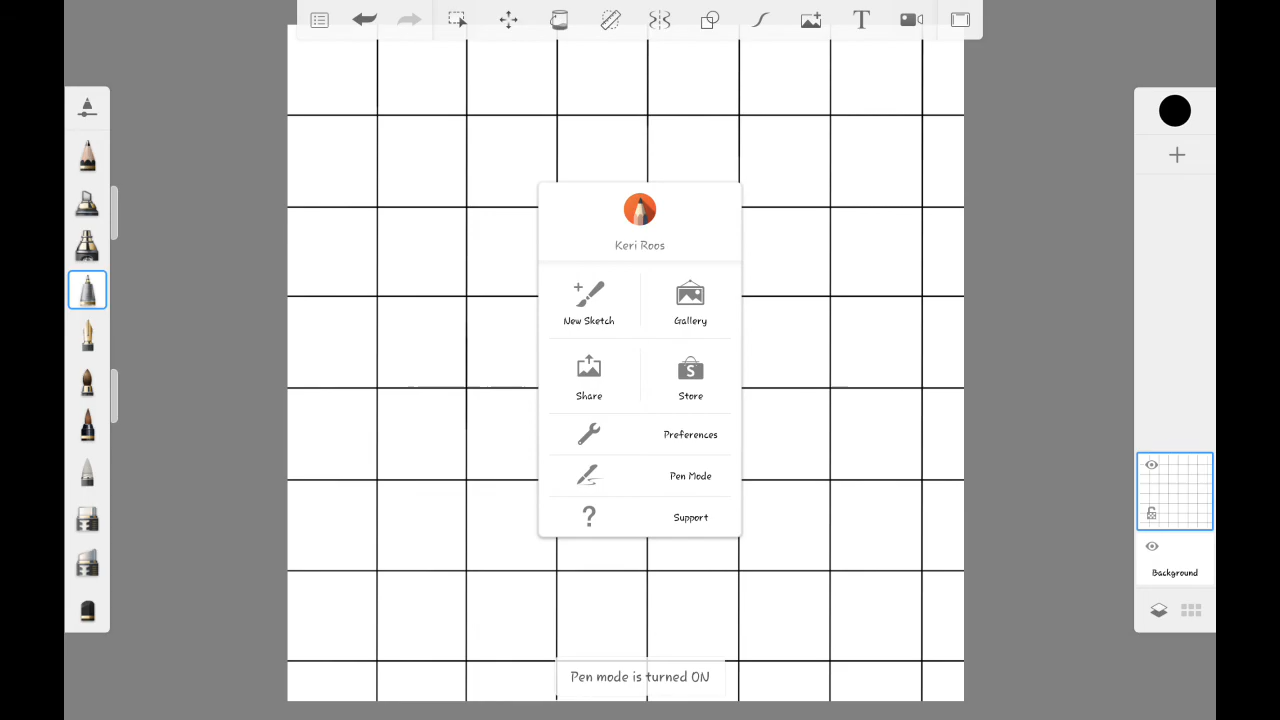 T
Keri Roos
New Sketch
Gallery
S
Share
Store
Preferences
Pen Mode
? Support
Background
Pen mode is turned ON